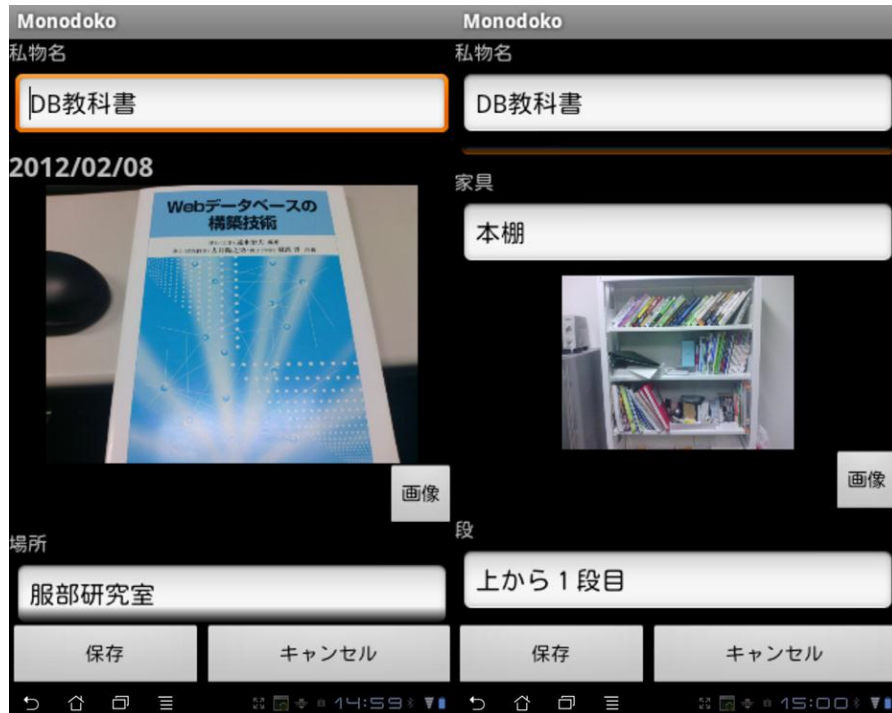 Monodoko
私物名
DB教科書
2012/02/08
Webデータベースの
構築技術
画像
場所
服部研究室
保存
キャンセル
14:59
Monodoko
私物名
DB教科書
家具
本棚
画像
段
上から1段目
保存
キャンセル
15:00